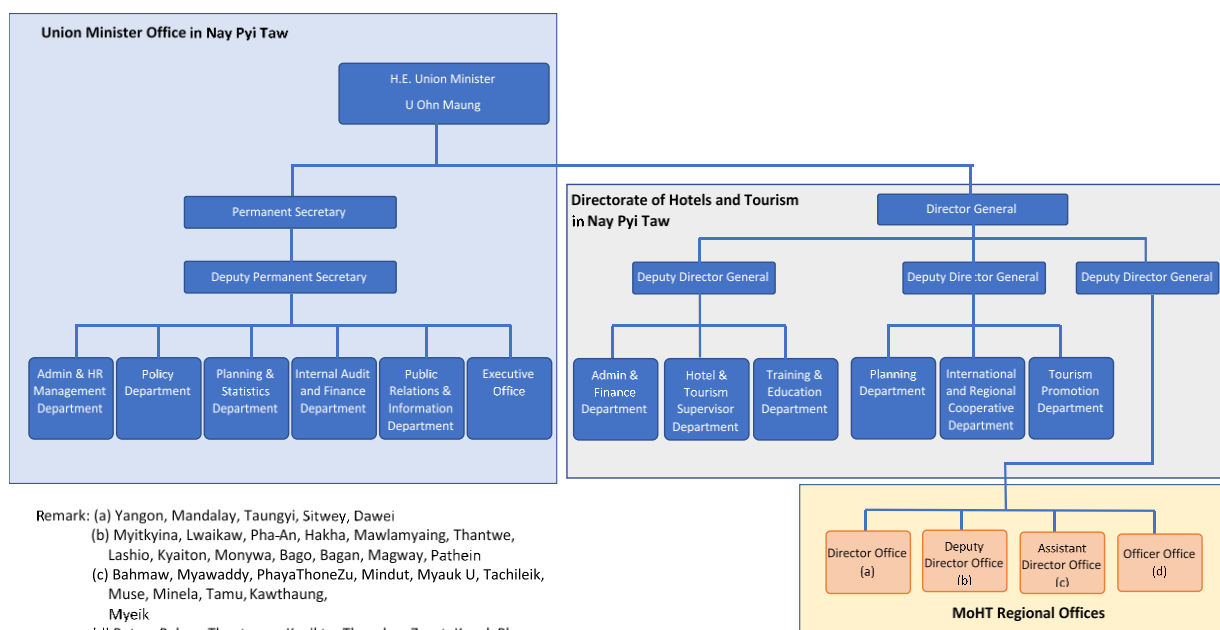 Union Minister Office in Nay Pyi Taw
H.E. Union Minister
U Ohn Maung
Permanent Secretary
Deputy Permanent Secretary
Admin & HR
Management
Department
Policy
Department
Planning &
Statistics
Department
Internal Audit
and Finance
Department
Public
Relations &
Information
Department
Executive
Office
Directorate of Hotels and Tourism
in Nay Pyi Taw
Director General
Deputy Director General
Deputy Director General
Deputy Director General
Admin &
Finance
Department
Hotel &
Tourism
Supervisor
Department
Training &
Education
Department
Planning
Department
International
and Regional
Cooperative
Department
Tourism
Promotion
Department
Director Office
(a)
Deputy
Director Office
(b)
Assistant
Director Office
(c)
Officer Office
(d)
MoHT Regional Offices
Remark: (a) Yangon, Mandalay, Taungyi, Sitwey, Dawei
(b) Myitkyina, Lwaikaw, Pha-An, Hakha, Mawlamyaing, Thantwe,
Lashio, Kyaiton, Monywa, Bago, Bagan, Magway, Pathein
(c) Bahmaw, Myawaddy, PhayaThoneZu, Mindut, Myauk U, Tachileik,
Muse, Minela, Tamu, Kawthaung,
Myeik